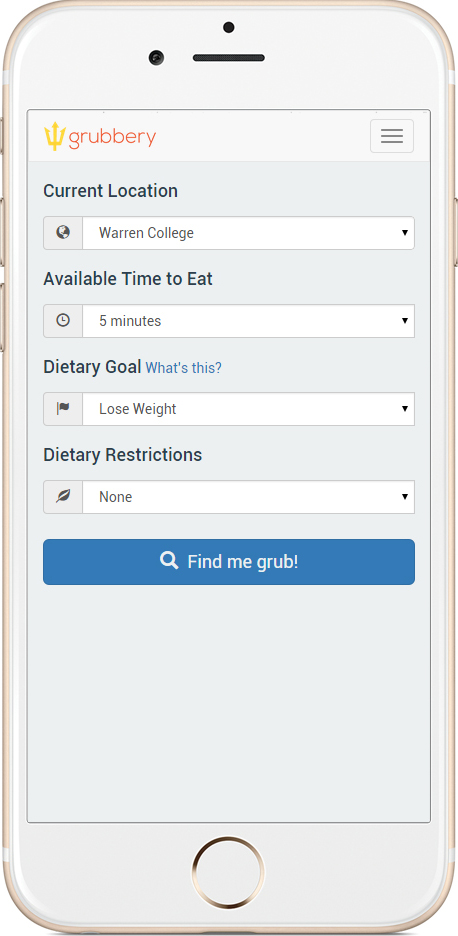 grubbery
Current Location
Warren College
Available Time to Eat
5 minutes
Dietary Goal What's this?
Lose Weight
Dietary Restrictions
None
Find me grub!